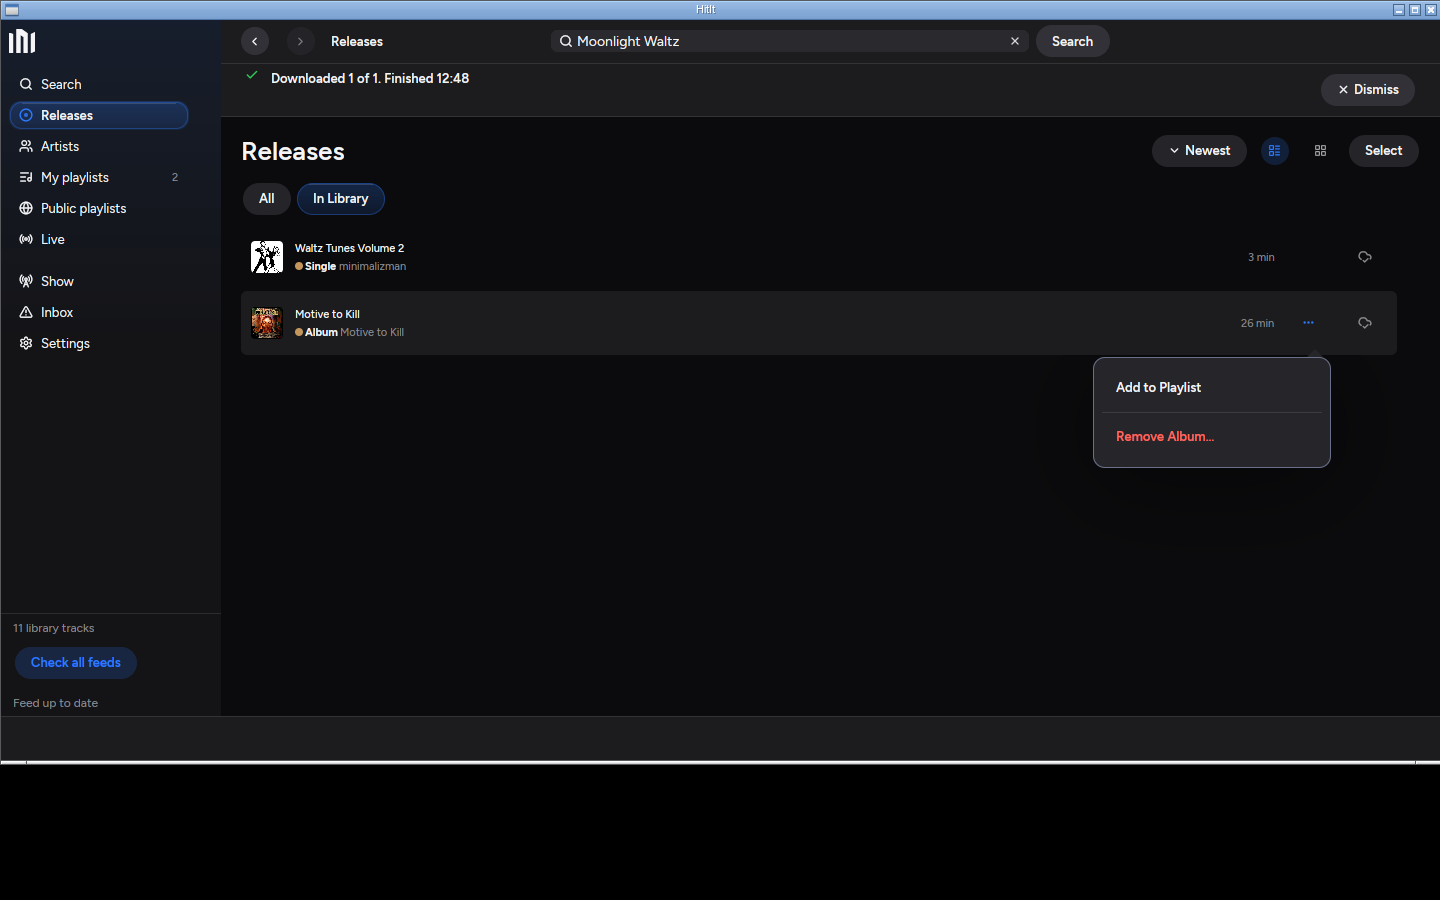 HitIt
Releases
Moonlight Waltz
Search
Downloaded 1 of 1. Finished 12:48
Dismiss
Search
Releases
Artists
My playlists 2
Public playlists
Live
Show
Inbox
Settings
11 library tracks
Check all feeds
Feed up to date
Releases
Newest
Select
All
In Library
Waltz Tunes Volume 2
Single minimalizman
3 min
Motive to Kill
Album Motive to Kill
26 min
Add to Playlist
Remove Album...